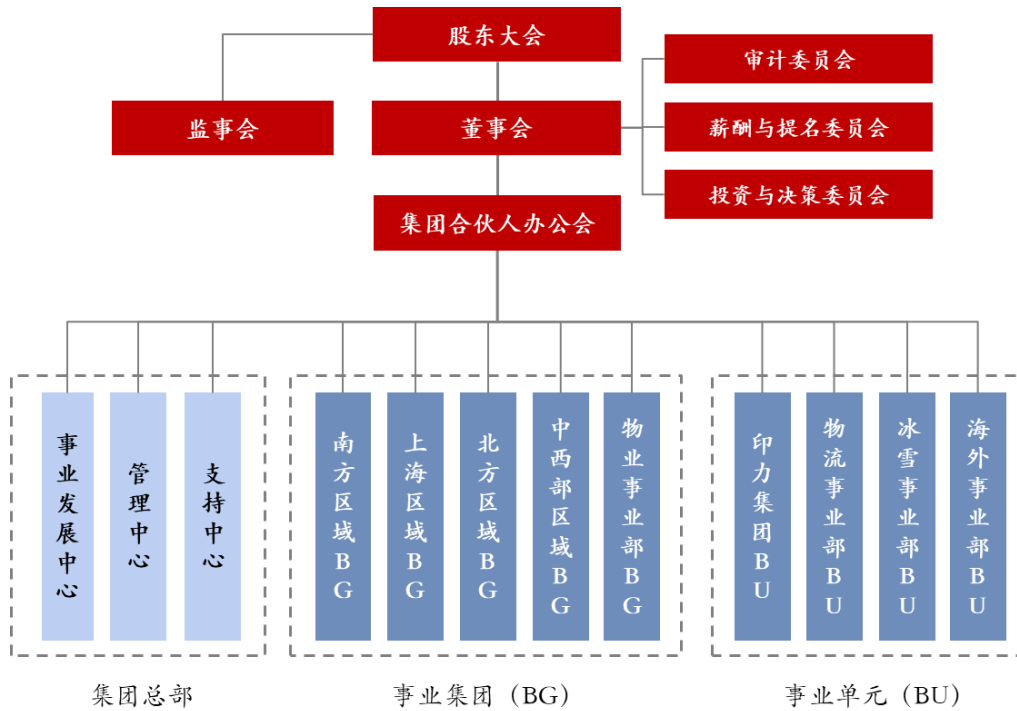 股东大会
审计委员会
监事会
董事会
薪酬与提名委员会
投资与决策委员会
集团合伙人办公会
事业发展中心
管理中心
支持中心
南方区域BG
上海区域BG
北方区域BG
中西部区域BG
物业事业部BG
印力集团BU
物流事业部BU
冰雪事业部BU
海外事业部BU
集团总部
事业集团（BG）
事业单元（BU）